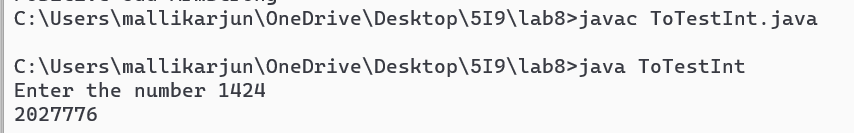 C:\Users\mallikarjun\OneDrive\Desktop\5I9\lab8>javac ToTestInt.java
C:\Users\mallikarjun\OneDrive\Desktop\5I9\lab8>java ToTestInt
Enter the number 1424
2027776